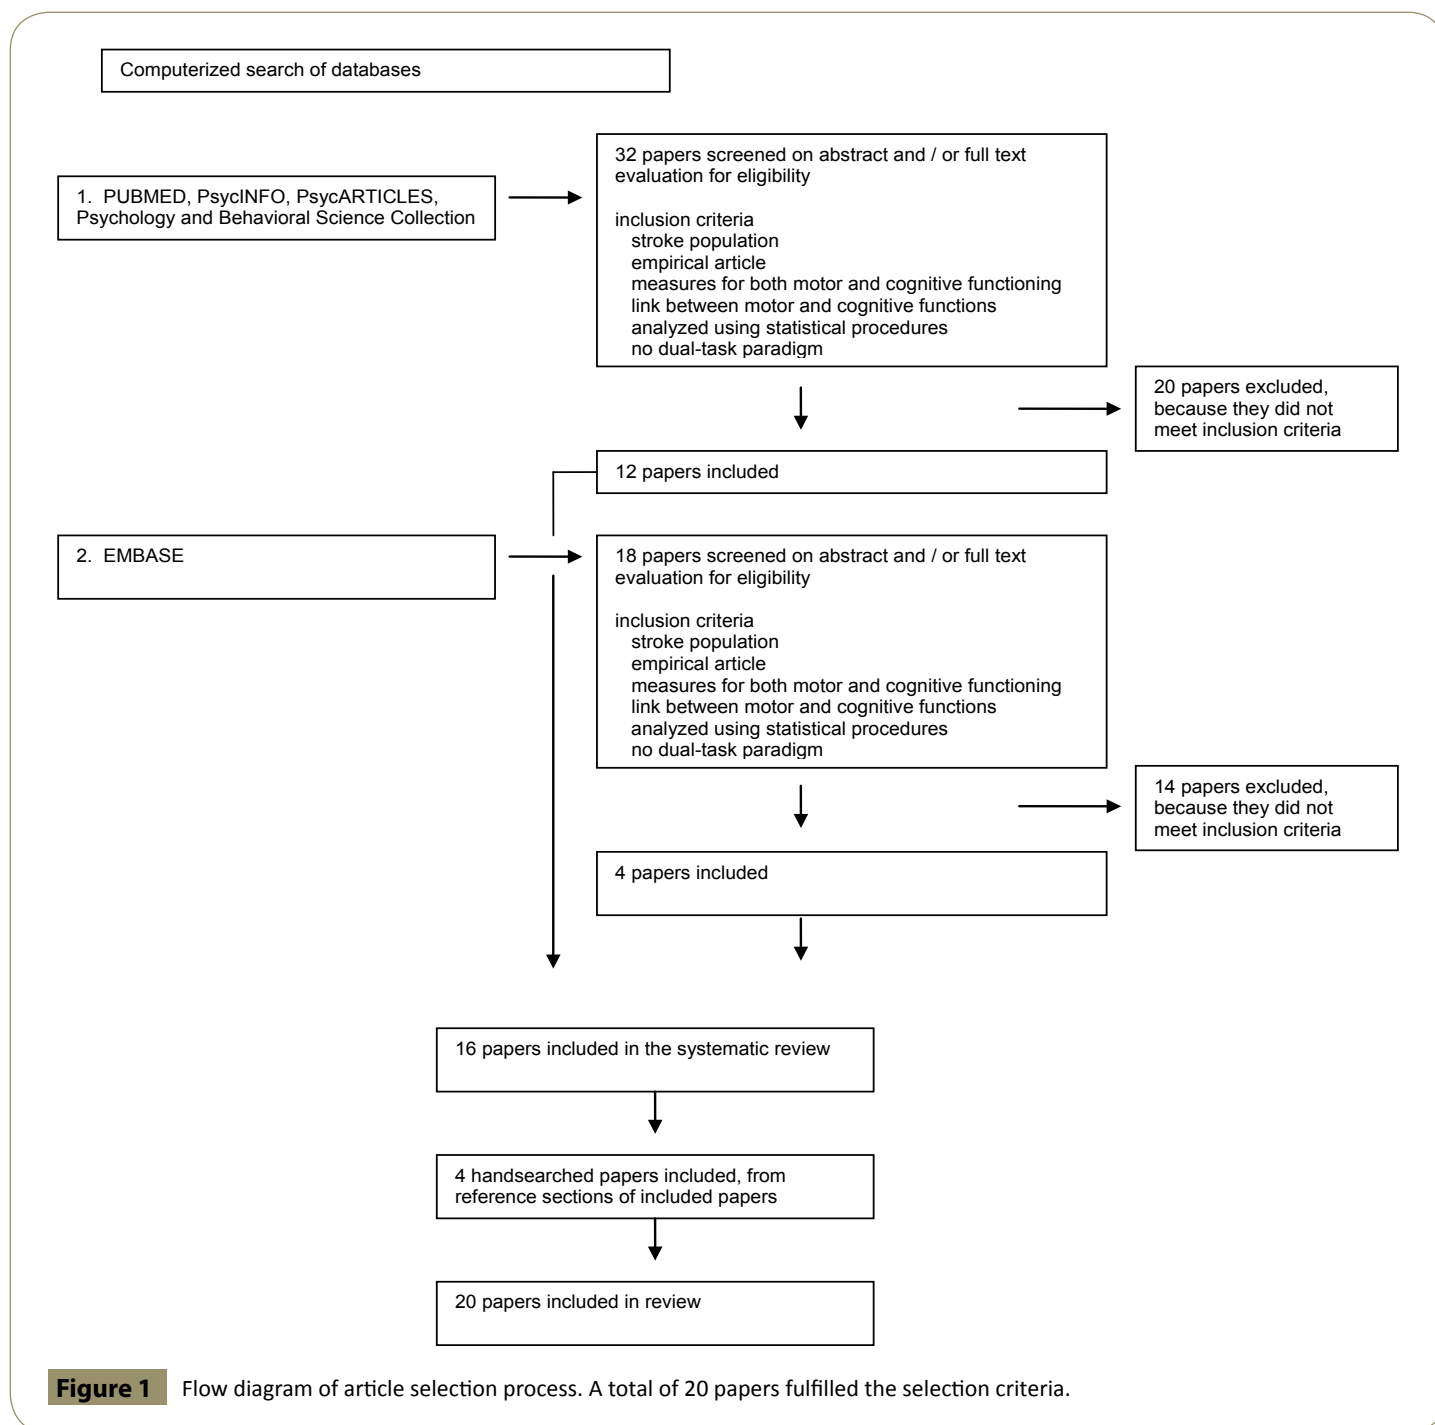 Computerized search of databases
1. PUBMED, PsycINFO, PsycARTICLES,
Psychology and Behavioral Science Collection
32 papers screened on abstract and / or full text
evaluation for eligibility
inclusion criteria
stroke population
empirical article
measures for both motor and cognitive functioning
link between motor and cognitive functions
analyzed using statistical procedures
no dual-task paradigm
20 papers excluded,
because they did not
meet inclusion criteria
12 papers included
2. EMBASE
18 papers screened on abstract and / or full text
evaluation for eligibility
inclusion criteria
stroke population
empirical article
measures for both motor and cognitive functioning
link between motor and cognitive functions
analyzed using statistical procedures
no dual-task paradigm
14 papers excluded,
because they did not
meet inclusion criteria
4 papers included
16 papers included in the systematic review
4 handsearched papers included, from
reference sections of included papers
20 papers included in review
Figure 1 Flow diagram of article selection process. A total of 20 papers fulfilled the selection criteria.